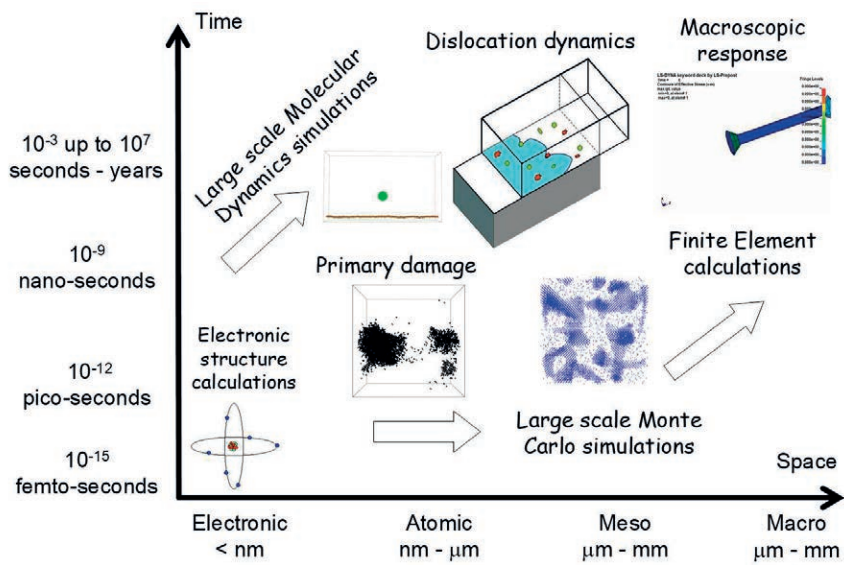 Time
Dislocation dynamics
Macroscopic
response
Large scale Molecular
Dynamics simulations
10⁻³ up to 10⁷
seconds - years
10⁻⁹
nano-seconds
Primary damage
Finite Element
calculations
Electronic
structure
calculations
10⁻¹²
pico-seconds
Large scale Monte
Carlo simulations
10⁻¹⁵
femto-seconds
Space
Electronic
< nm
Atomic
nm - μm
Meso
μm - mm
Macro
μm - mm